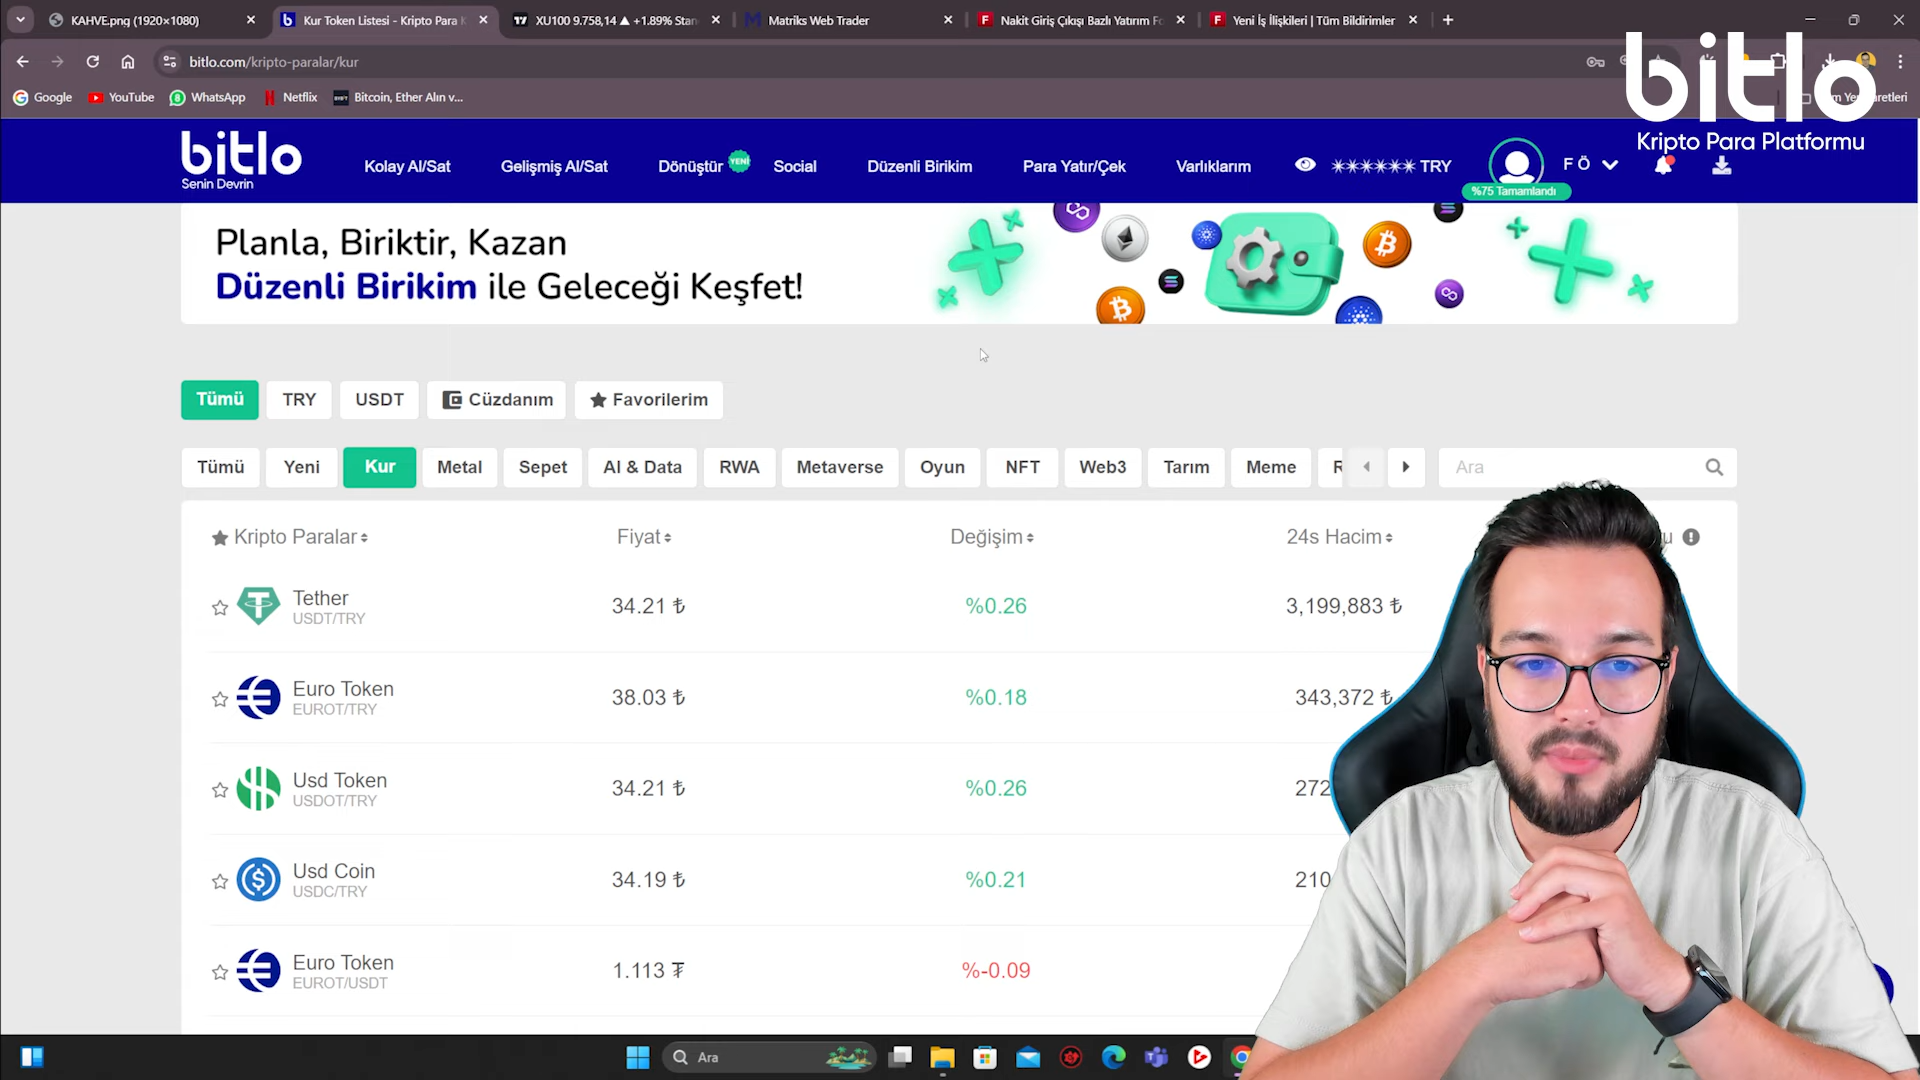 KAHVE.png (1920×1080)
Kur Token Listesi - Kripto Para K
XU100 9.758,14 ▲ +1.89% Stan
Matriks Web Trader
Nakit Giriş Çıkışı Bazlı Yatırım Fo
Yeni İş İlişkileri | Tüm Bildirimler
bitlo.com/kripto-paralar/kur
Google
YouTube
WhatsApp
Netflix
Bitcoin, Ether Alın v...
bitlo
Kripto Para Platformu
bitlo
Senin Devrin
Kolay Al/Sat
Gelişmiş Al/Sat
Dönüştür
YENİ
Social
Düzenli Birikim
Para Yatır/Çek
Varlıklarım
✶✶✶✶✶✶ TRY
%75 Tamamlandı
F Ö
Planla, Biriktir, Kazan
Düzenli Birikim ile Geleceği Keşfet!
Tümü
TRY
USDT
Cüzdanım
Favorilerim
Tümü
Yeni
Kur
Metal
Sepet
AI & Data
RWA
Metaverse
Oyun
NFT
Web3
Tarım
Meme
Ara
Kripto Paralar
Fiyat
Değişim
24s Hacim
Tether
USDT/TRY
34.21 ₺
%0.26
3,199,883 ₺
Euro Token
EUROT/TRY
38.03 ₺
%0.18
343,372 ₺
Usd Token
USDOT/TRY
34.21 ₺
%0.26
272
Usd Coin
USDC/TRY
34.19 ₺
%0.21
210
Euro Token
EUROT/USDT
1.113 ₮
%-0.09
Ara